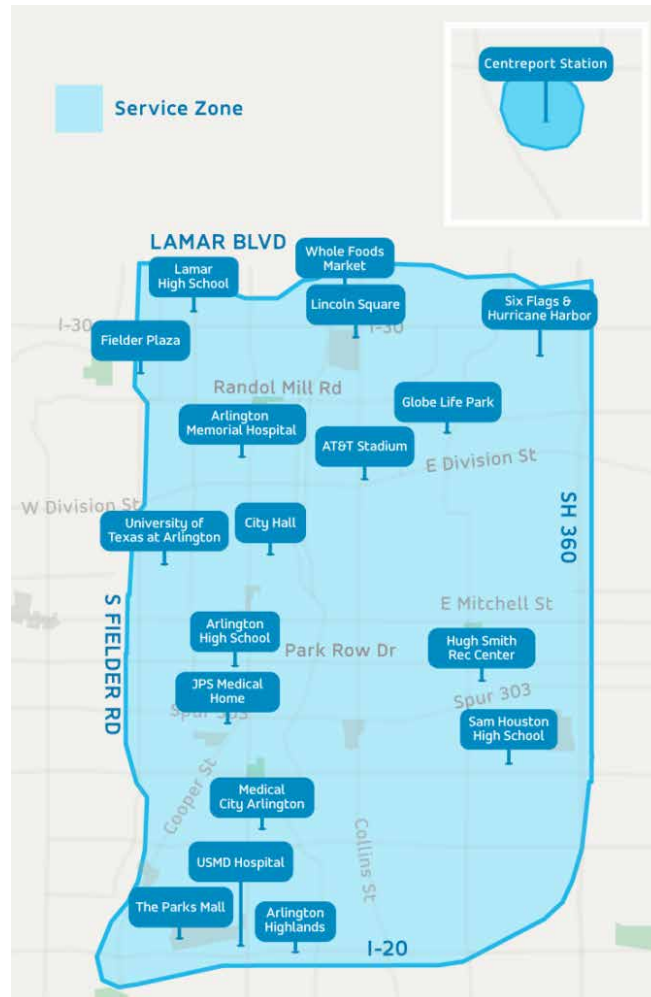 Centreport Station
Service Zone
LAMAR BLVD
Whole Foods
Market
Lamar
High School
Lincoln Square
Six Flags &
Hurricane Harbor
I-30
I-30
Fielder Plaza
Randol Mill Rd
Globe Life Park
Arlington
Memorial Hospital
AT&T Stadium
E Division St
W Division St
University of
Texas at Arlington
City Hall
SH 360
S FIELDER RD
E Mitchell St
Arlington
High School
Park Row Dr
Hugh Smith
Rec Center
JPS Medical
Home
Spur 303
Spur 303
Sam Houston
High School
Cooper St
Medical
City Arlington
Collins St
USMD Hospital
The Parks Mall
Arlington
Highlands
I-20